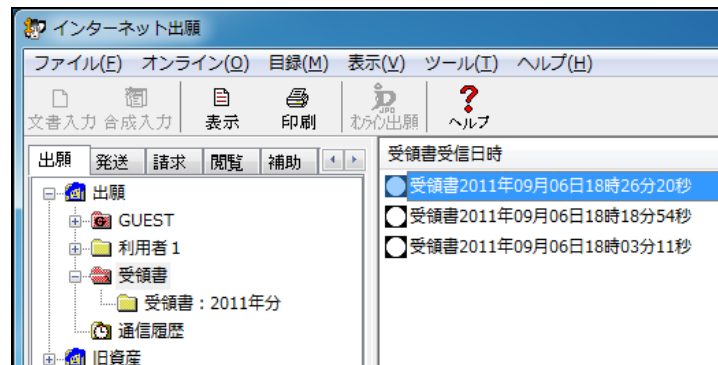 インターネット出願
ファイル(F) オンライン(O) 目録(M) 表示(V) ツール(T) ヘルプ(H)
文書入力 合成入力 表示 印刷 オンライン出願 ヘルプ
出願 発送 請求 閲覧 補助
受領書受信日時
出願
GUEST
利用者1
受領書
受領書：2011年分
通信履歴
旧資産
受領書2011年09月06日18時26分20秒
受領書2011年09月06日18時18分54秒
受領書2011年09月06日18時03分11秒